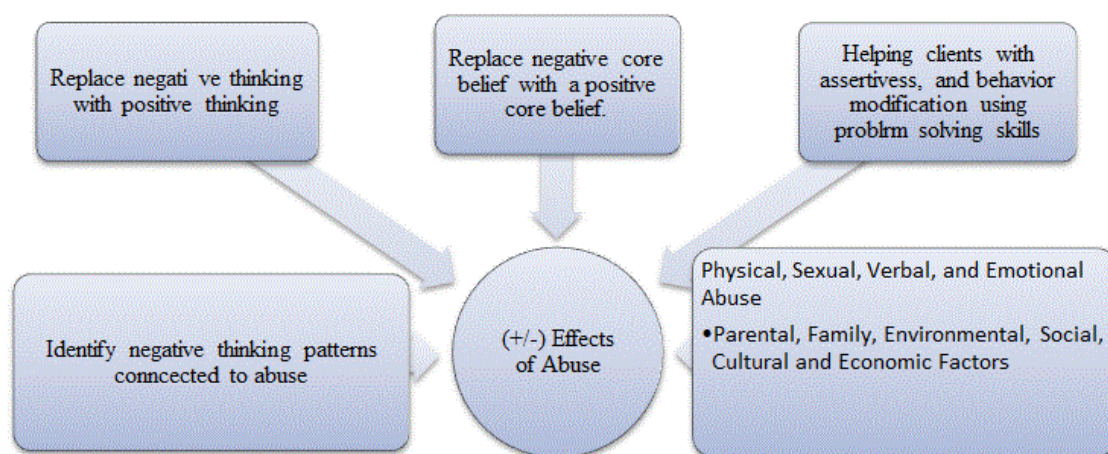 Replace negati ve thinking
with positive thinking
Replace negative core
belief with a positive
core belief.
Helping clients with
assertivess, and behavior
modification using
problrm solving skills
Identify negative thinking patterns
conncected to abuse
(+/-) Effects
of Abuse
Physical, Sexual, Verbal, and Emotional
Abuse
•Parental, Family, Environmental, Social,
Cultural and Economic Factors